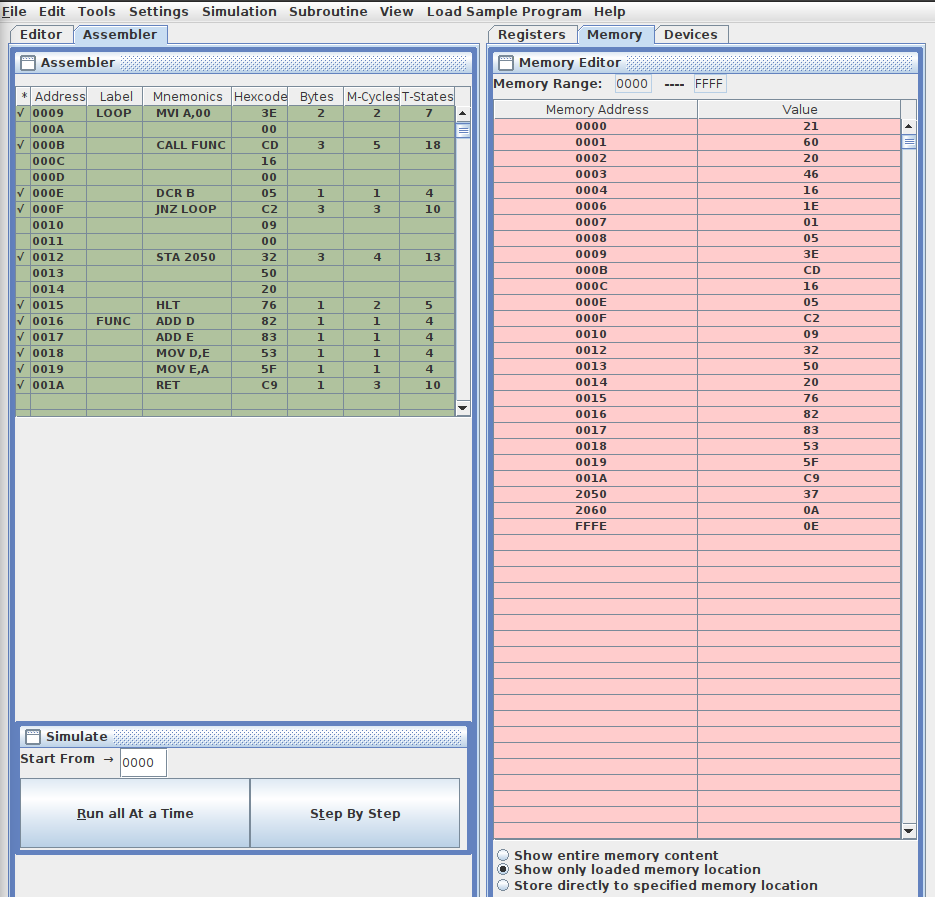 File Edit Tools Settings Simulation Subroutine View Load Sample Program Help
Editor Assembler
Assembler
* Address Label Mnemonics Hexcode Bytes M-Cycles T-States
√ 0009 LOOP MVI A,00 3E 2 2 7
000A 00
√ 000B CALL FUNC CD 3 5 18
000C 16
000D 00
√ 000E DCR B 05 1 1 4
√ 000F JNZ LOOP C2 3 3 10
0010 09
0011 00
√ 0012 STA 2050 32 3 4 13
0013 50
0014 20
√ 0015 HLT 76 1 2 5
√ 0016 FUNC ADD D 82 1 1 4
√ 0017 ADD E 83 1 1 4
√ 0018 MOV D,E 53 1 1 4
√ 0019 MOV E,A 5F 1 1 4
√ 001A RET C9 1 3 10
Simulate
Start From → 0000
Run all At a Time Step By Step
Registers Memory Devices
Memory Editor
Memory Range: 0000 ---- FFFF
Memory Address Value
0000 21
0001 60
0002 20
0003 46
0004 16
0006 1E
0007 01
0008 05
0009 3E
000B CD
000C 16
000E 05
000F C2
0010 09
0012 32
0013 50
0014 20
0015 76
0016 82
0017 83
0018 53
0019 5F
001A C9
2050 37
2060 0A
FFFE 0E
Show entire memory content
Show only loaded memory location
Store directly to specified memory location